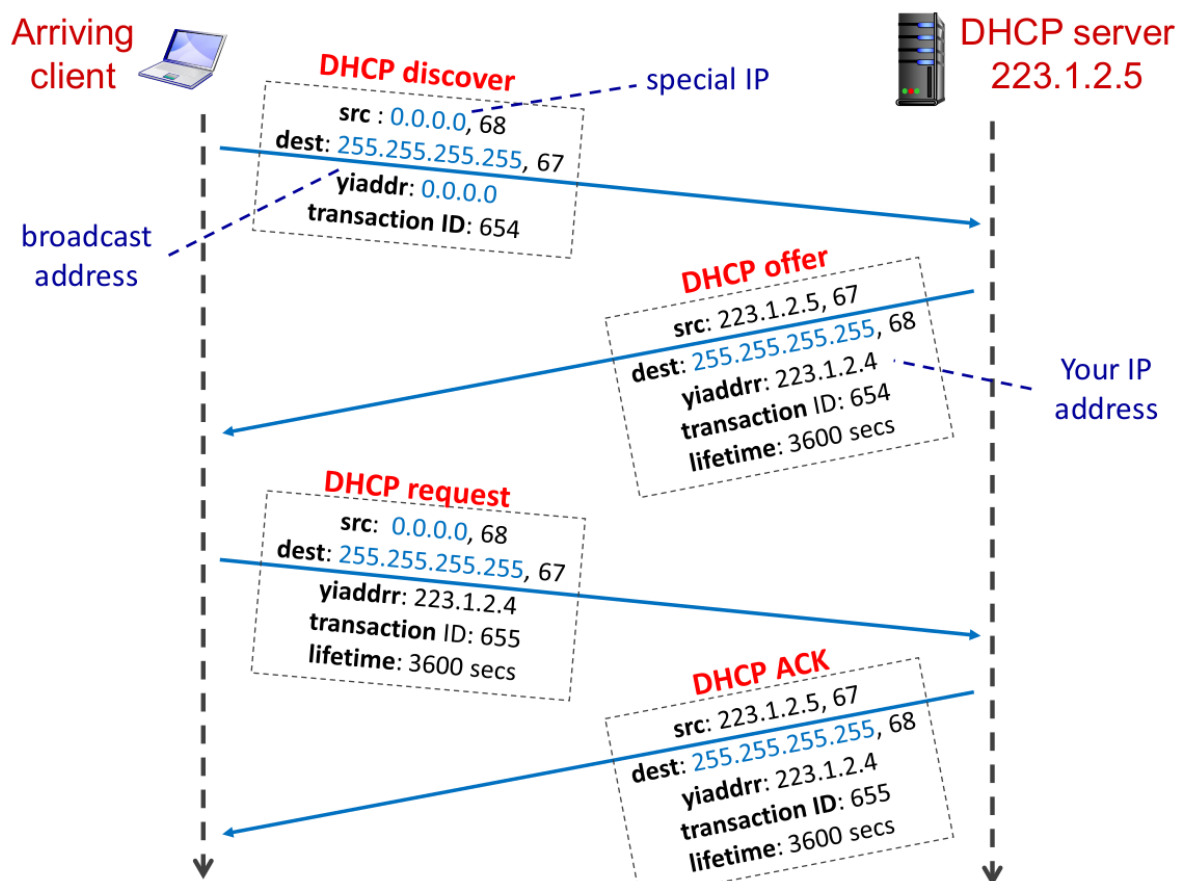 Arriving
client
DHCP server
223.1.2.5
DHCP discover
special IP
src : 0.0.0.0, 68
dest: 255.255.255.255, 67
yiaddr: 0.0.0.0
transaction ID: 654
broadcast
address
DHCP offer
src: 223.1.2.5, 67
dest: 255.255.255.255, 68
yiaddrr: 223.1.2.4
transaction ID: 654
lifetime: 3600 secs
Your IP
address
DHCP request
src: 0.0.0.0, 68
dest: 255.255.255.255, 67
yiaddrr: 223.1.2.4
transaction ID: 655
lifetime: 3600 secs
DHCP ACK
src: 223.1.2.5, 67
dest: 255.255.255.255, 68
yiaddrr: 223.1.2.4
transaction ID: 655
lifetime: 3600 secs